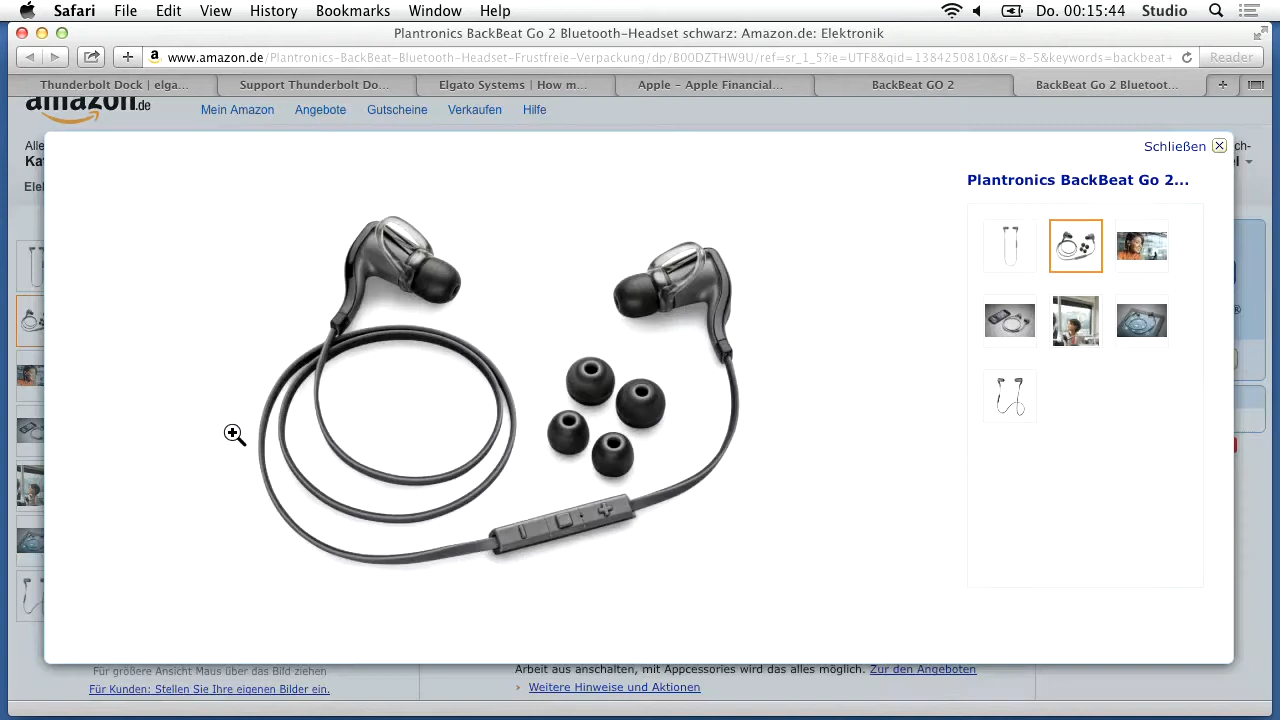 Safari File Edit View History Bookmarks Window Help Do. 00:15:44 Studio
Plantronics BackBeat Go 2 Bluetooth-Headset schwarz: Amazon.de: Elektronik
www.amazon.de/Plantronics-BackBeat-Bluetooth-Headset-Frustfreie-Verpackung/dp/B00DZTHW9U/ref=sr_1_5?ie=UTF8&qid=1384250810&sr=8-5&keywords=backbeat+ Reader
Thunderbolt Dock | elga... Support Thunderbolt Do... Elgato Systems | How m... Apple - Apple Financial... BackBeat GO 2 BackBeat Go 2 Bluetoot...
amazon.de Mein Amazon Angebote Gutscheine Verkaufen Hilfe
Schließen
Plantronics BackBeat Go 2...
Für größere Ansicht Maus über das Bild ziehen
Für Kunden: Stellen Sie Ihre eigenen Bilder ein.
Arbeit aus anschalten, mit Appcessories wird das alles möglich. Zur den Angeboten
› Weitere Hinweise und Aktionen